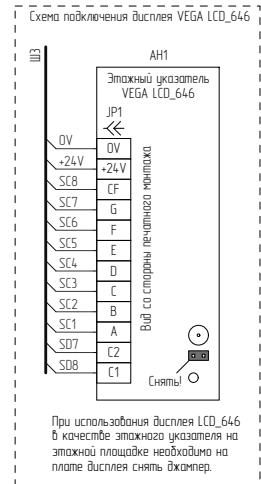 Схема подключения дисплея VEGA LCD_646
Ш3
АН1
Этажный указатель
VEGA LCD_646
JP1
0V 0V
+24V +24V
SC8 CF
SC7 G
SC6 F
SC5 E
SC4 D
SC3 C
SC2 B
SC1 A
SD7 C2
SD8 C1
Вид со стороны печатного монтажа
Снять!
При использования дисплея LCD_646
в качестве этажного указателя на
этажной площадке необходимо на
плате дисплея снять джампер.